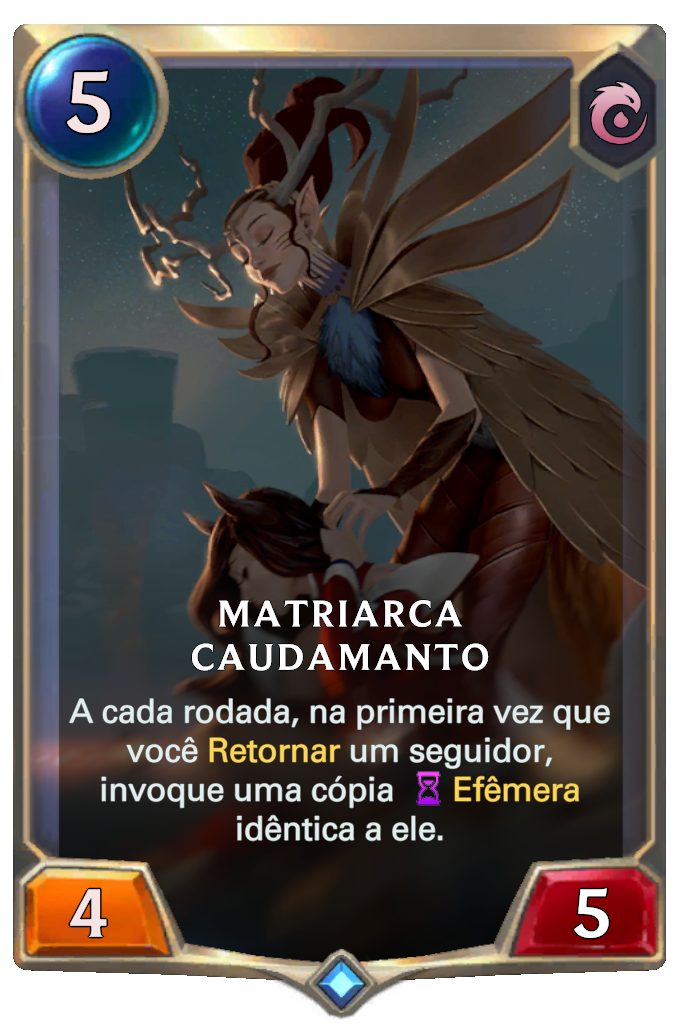 5
MATRIARCA
CAUDAMANTO
A cada rodada, na primeira vez que
você Retornar um seguidor,
invoque uma cópia Efêmera
idêntica a ele.
4
5